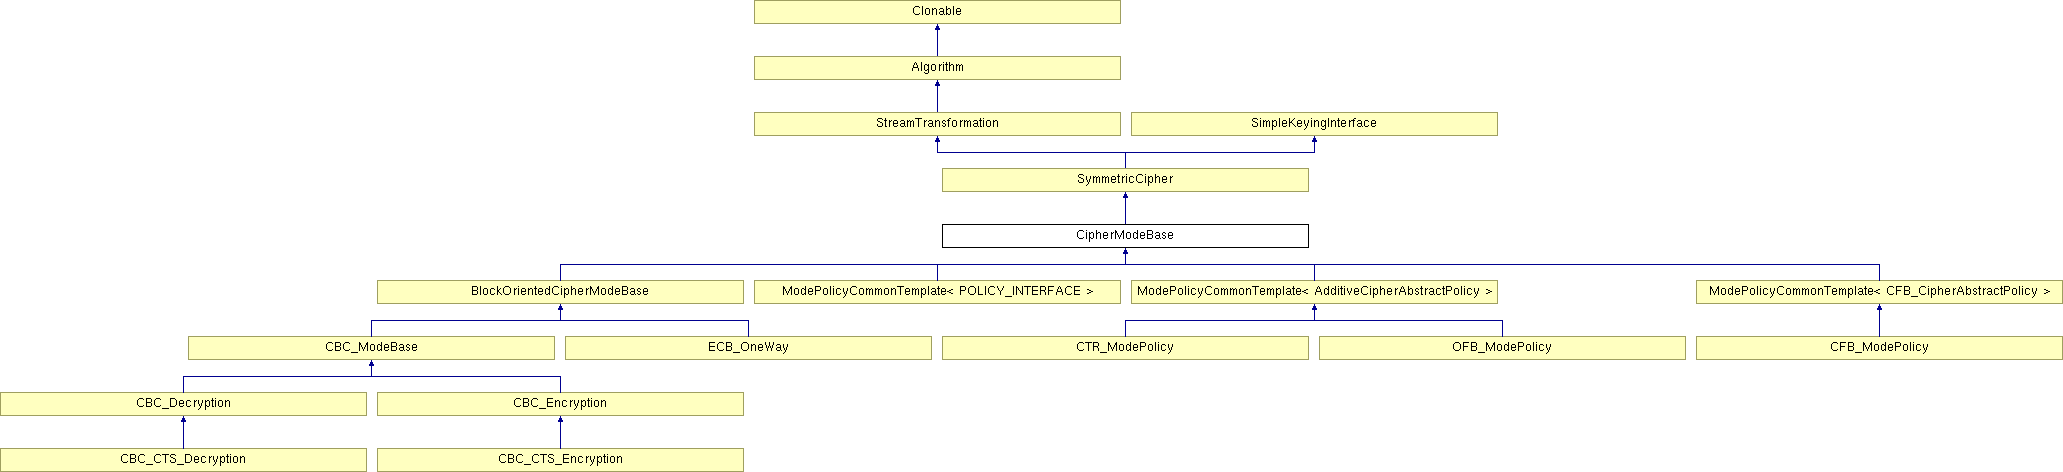 Clonable
Algorithm
StreamTransformation
SimpleKeyingInterface
SymmetricCipher
CipherModeBase
BlockOrientedCipherModeBase
ModePolicyCommonTemplate< POLICY_INTERFACE >
ModePolicyCommonTemplate< AdditiveCipherAbstractPolicy >
ModePolicyCommonTemplate< CFB_CipherAbstractPolicy >
CBC_ModeBase
ECB_OneWay
CTR_ModePolicy
OFB_ModePolicy
CFB_ModePolicy
CBC_Decryption
CBC_Encryption
CBC_CTS_Decryption
CBC_CTS_Encryption